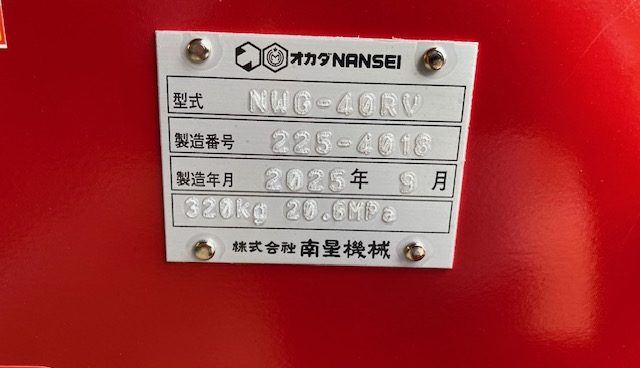 オカダNANSEI
型式 NWG-40RV
製造番号 225-4018
製造年月 2025年 9月
320kg 20.6MPa
株式会社 南星機械